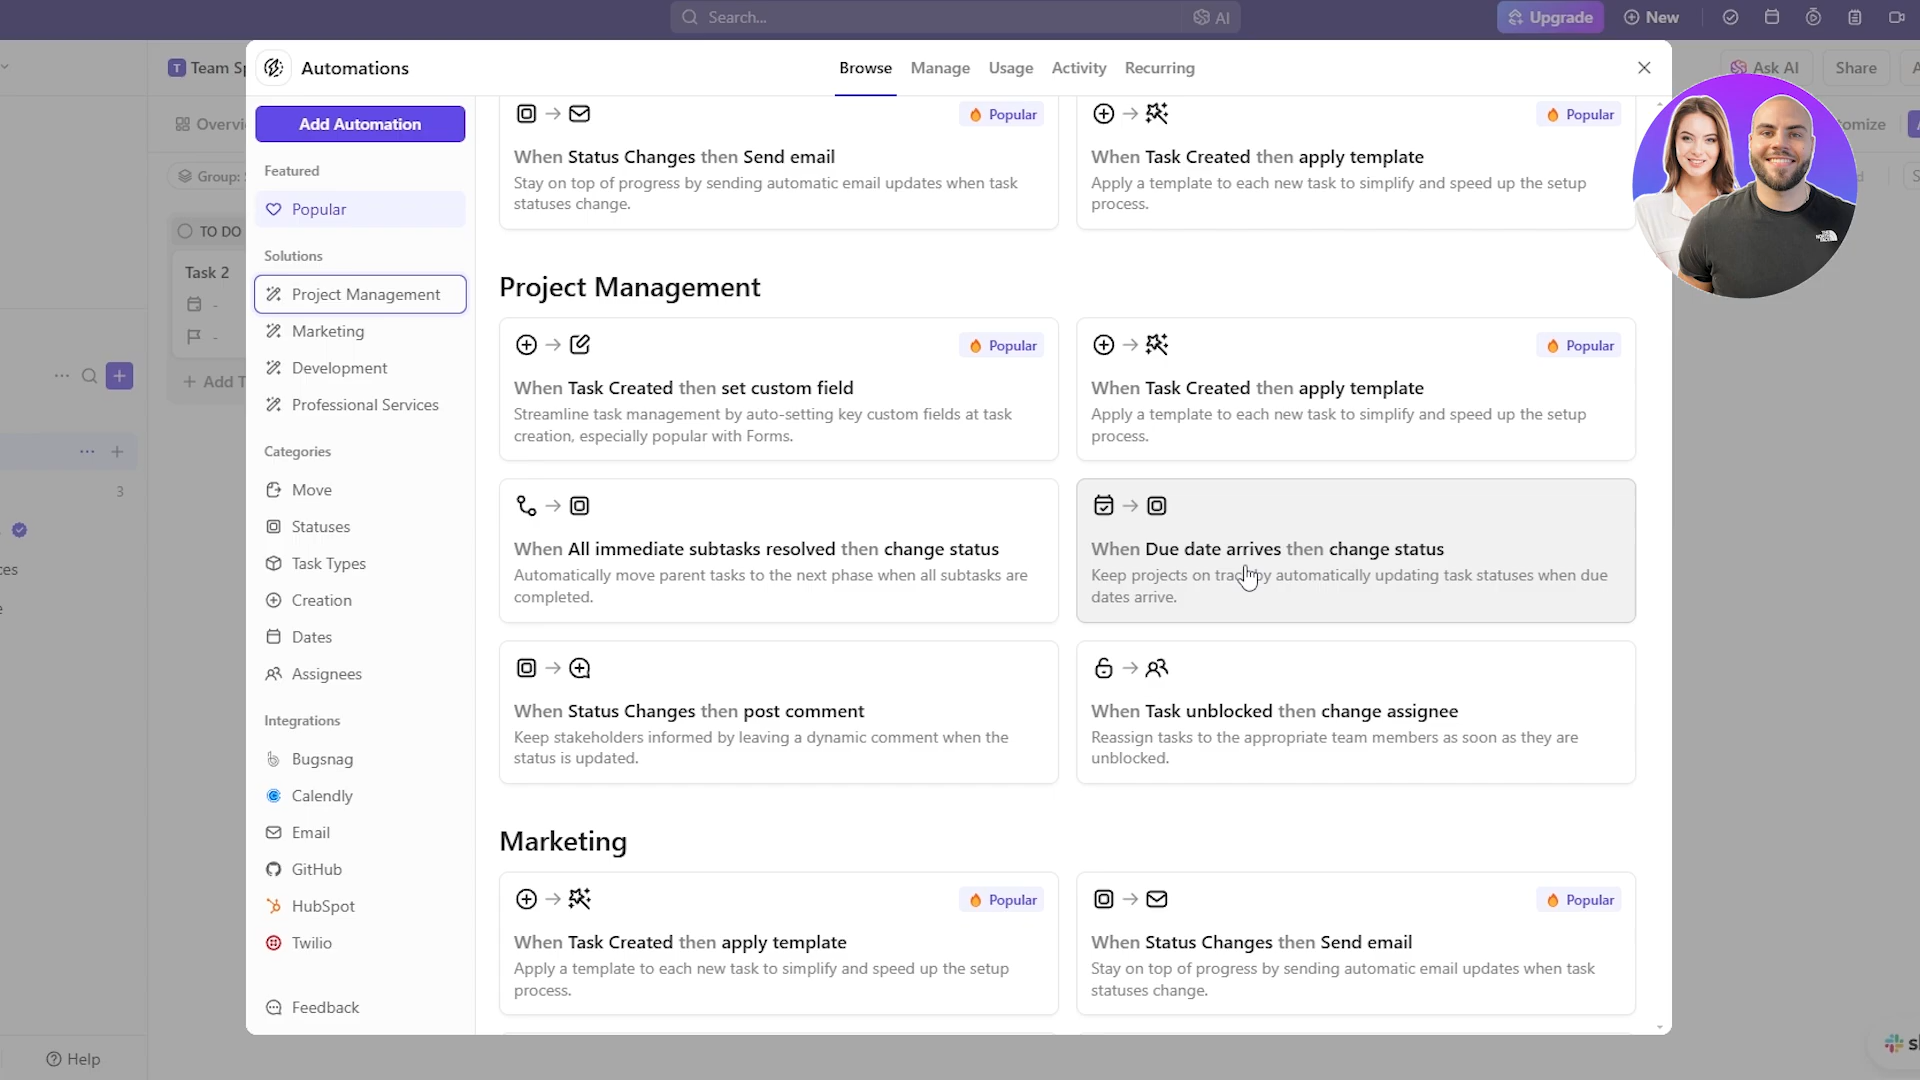 Search...
AI
Upgrade
New
Team Sp
Automations
Browse
Manage
Usage
Activity
Recurring
Ask AI
Share
Overvi
Add Automation
tomize
Group: S
Featured
Popular
Solutions
Project Management
Marketing
Development
Professional Services
Categories
Move
Statuses
Task Types
Creation
Dates
Assignees
Integrations
Bugsnag
Calendly
Email
GitHub
HubSpot
Twilio
Feedback
TO DO
Task 2
-
-
+ Add T
3
ces
e
Help
Popular
When Status Changes then Send email
Stay on top of progress by sending automatic email updates when task
statuses change.
Popular
When Task Created then apply template
Apply a template to each new task to simplify and speed up the setup
process.
Project Management
Popular
When Task Created then set custom field
Streamline task management by auto-setting key custom fields at task
creation, especially popular with Forms.
Popular
When Task Created then apply template
Apply a template to each new task to simplify and speed up the setup
process.
When All immediate subtasks resolved then change status
Automatically move parent tasks to the next phase when all subtasks are
completed.
When Due date arrives then change status
Keep projects on track by automatically updating task statuses when due
dates arrive.
When Status Changes then post comment
Keep stakeholders informed by leaving a dynamic comment when the
status is updated.
When Task unblocked then change assignee
Reassign tasks to the appropriate team members as soon as they are
unblocked.
Marketing
Popular
When Task Created then apply template
Apply a template to each new task to simplify and speed up the setup
process.
Popular
When Status Changes then Send email
Stay on top of progress by sending automatic email updates when task
statuses change.